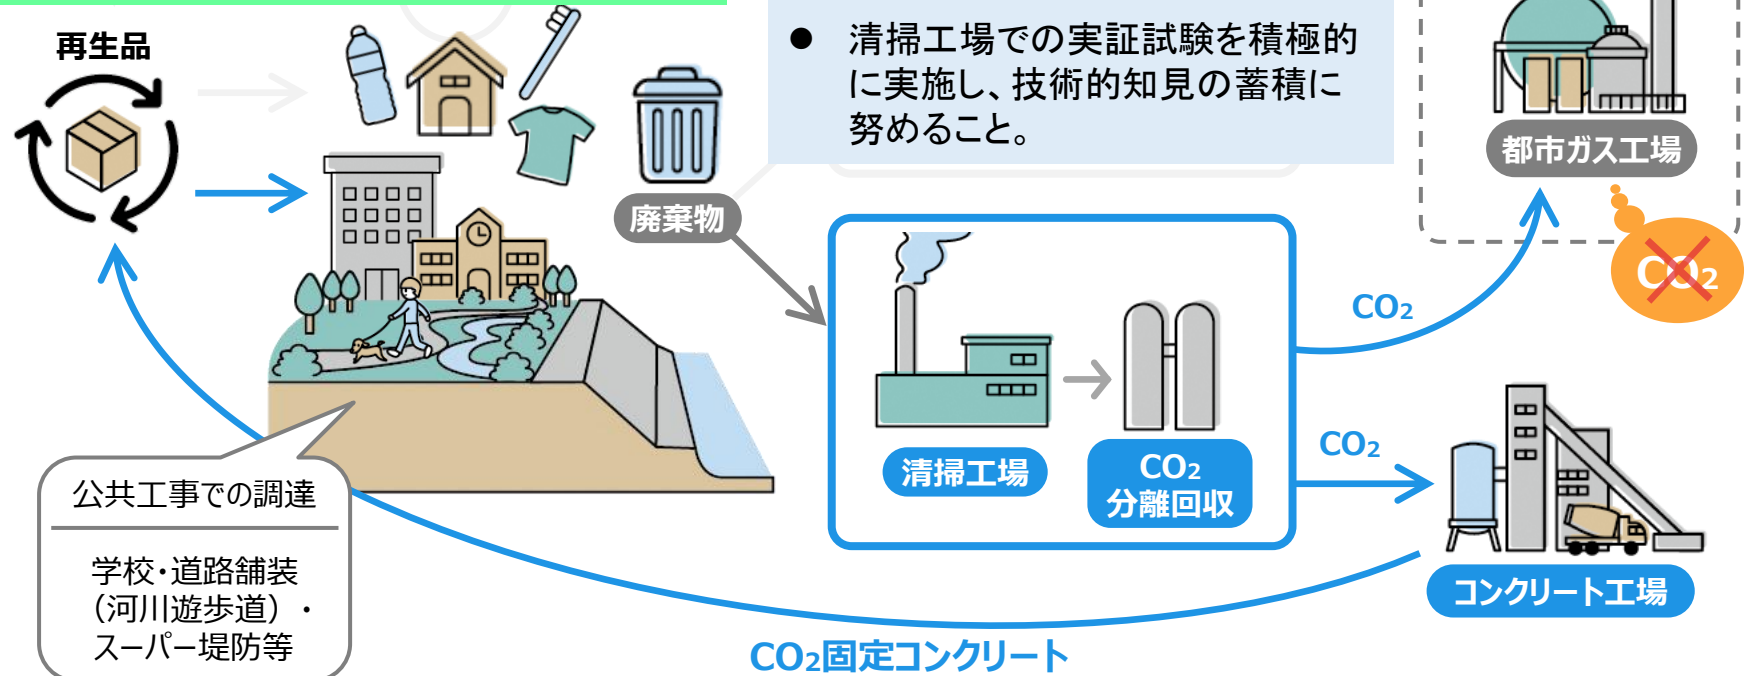 再生品
● 清掃工場での実証試験を積極的
に実施し、技術的知見の蓄積に
努めること。
都市ガス工場
廃棄物
CO2
CO2
CO2
清掃工場
CO2
分離回収
公共工事での調達
学校・道路舗装
（河川遊歩道）・
スーパー堤防等
コンクリート工場
CO2固定コンクリート